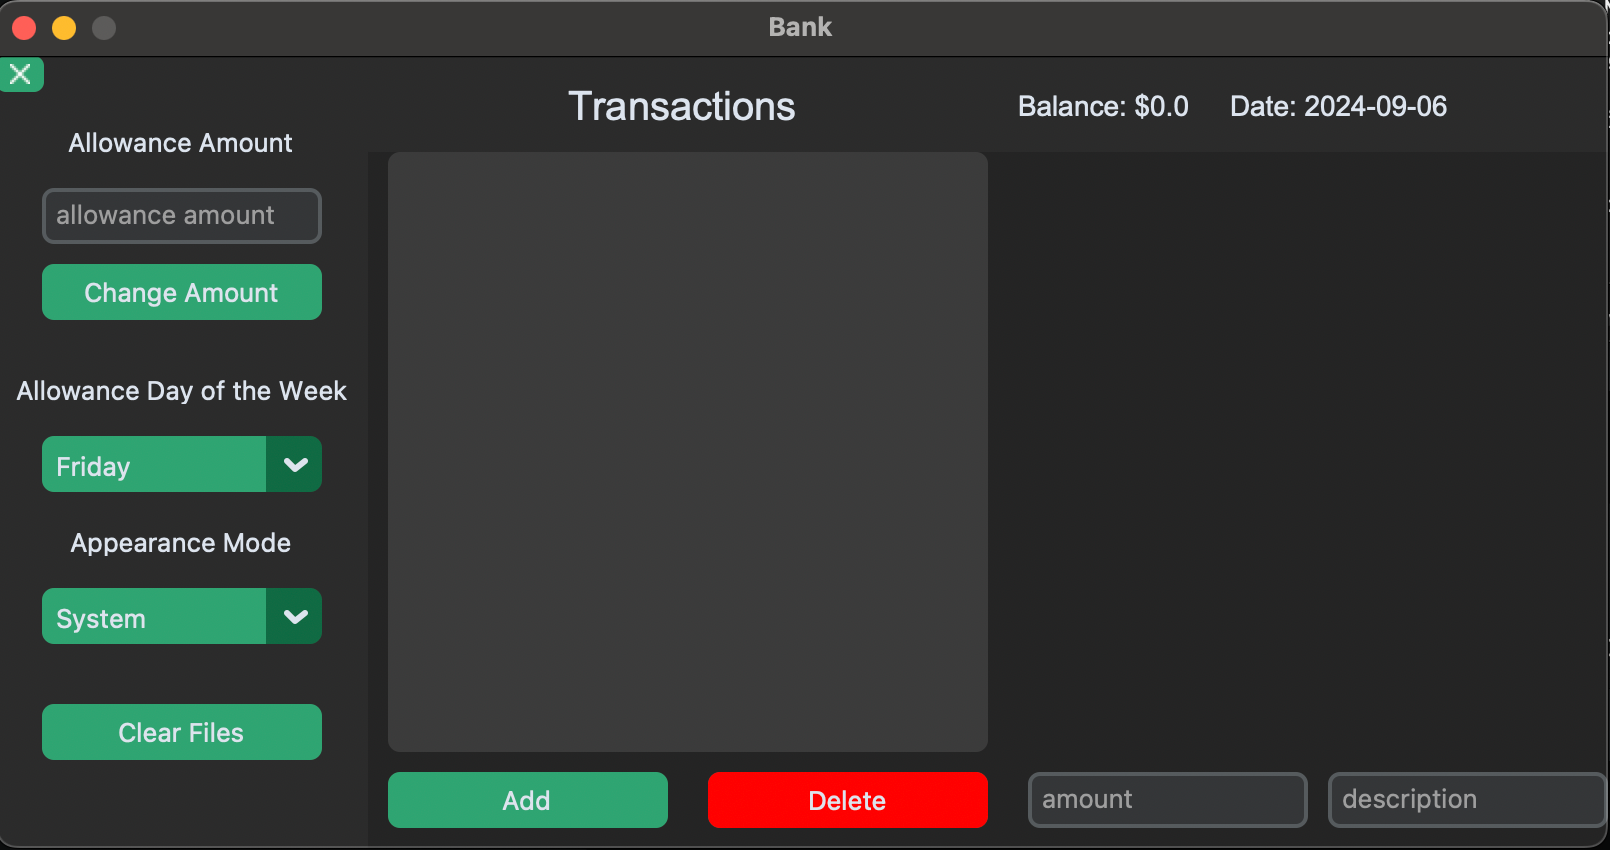 Bank
Transactions
Balance: $0.0
Date: 2024-09-06
Allowance Amount
allowance amount
Change Amount
Allowance Day of the Week
Friday
Appearance Mode
System
Clear Files
Add
Delete
amount
description